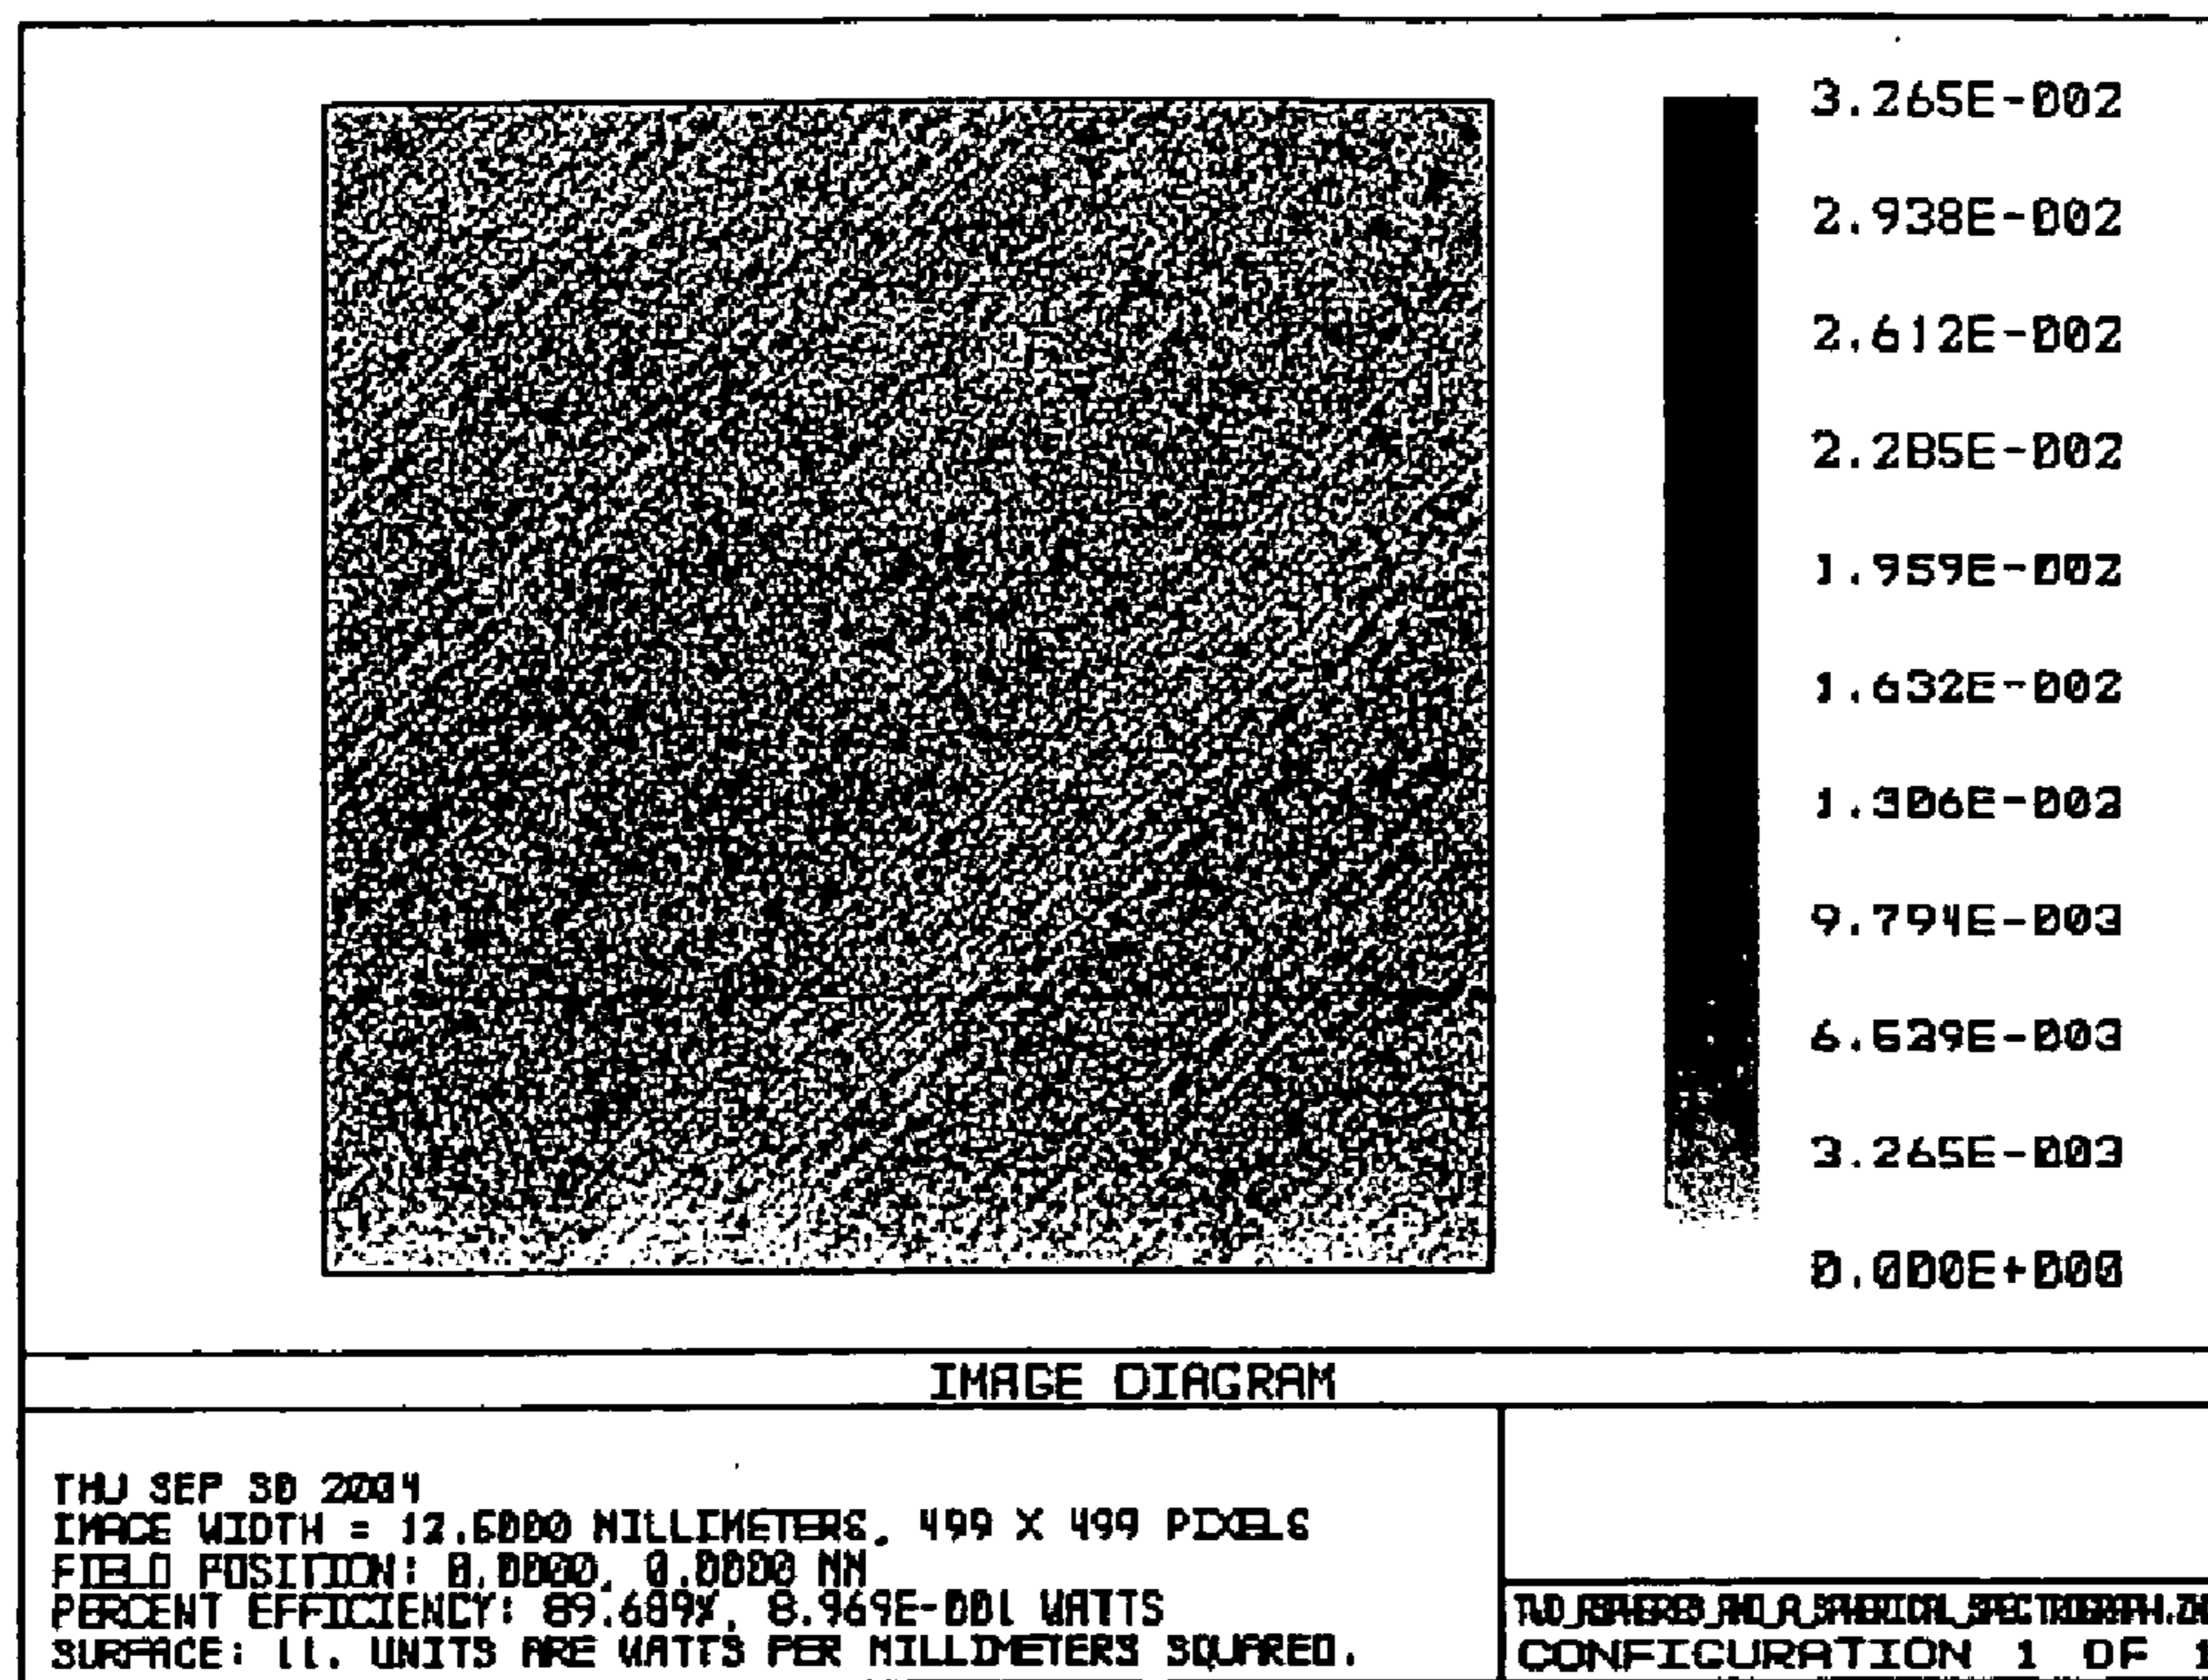 3.265E-002
2.938E-002
2.612E-002
2.285E-002
1.959E-002
1.632E-002
1.306E-002
9.794E-003
6.529E-003
3.265E-003
0.000E+000
IMAGE DIAGRAM
THU SEP 30 2004
IMAGE WIDTH = 12.5000 MILLIMETERS, 499 X 499 PIXELS
FIELD POSITION: 0.0000, 0.0000 MM
PERCENT EFFICIENCY: 89.689%, 8.969E-001 WATTS
SURFACE: 11. UNITS ARE WATTS PER MILLIMETERS SQUARED.
CONFIGURATION 1 OF 1